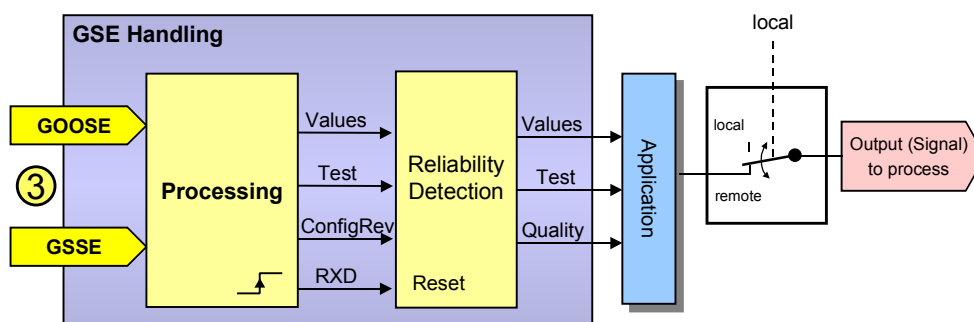 GSE Handling
local
GOOSE
3
GSSE
Processing
Values
Test
ConfigRev
RXD
Reliability
Detection
Reset
Values
Test
Quality
Application
local
remote
Output (Signal)
to process